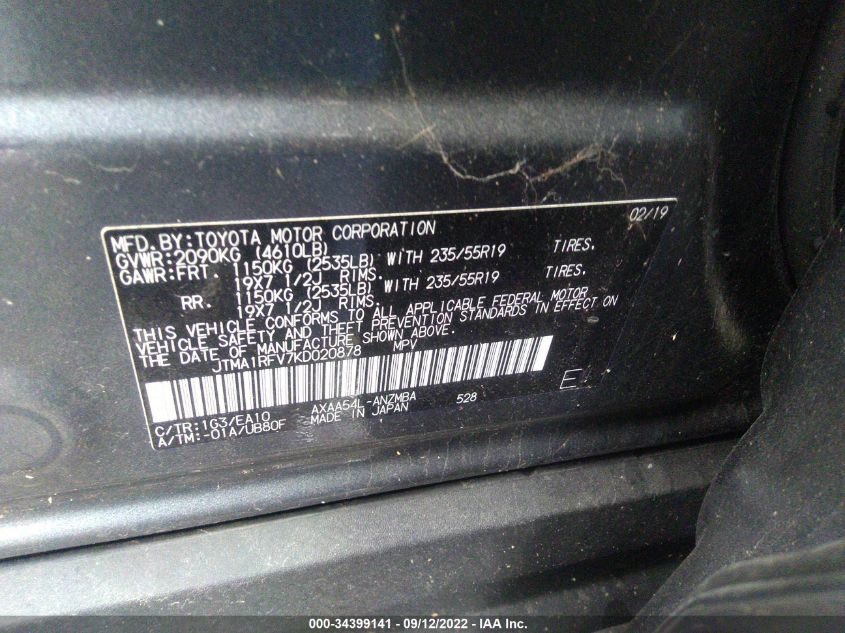 02/19
MFD.BY:TOYOTA MOTOR CORPORATION
GVWR:2090KG (4610LB)
GAWR:FRT. 1150KG (2535LB) WITH 235/55R19 TIRES,
19X7 1/2J RIMS.
RR. 1150KG (2535LB) WITH 235/55R19 TIRES,
19X7 1/2J RIMS.
THIS VEHICLE CONFORMS TO ALL APPLICABLE FEDERAL MOTOR
VEHICLE SAFETY AND THEFT PREVENTION STANDARDS IN EFFECT ON
THE DATE OF MANUFACTURE SHOWN ABOVE.
JTMA1RFV7KD020878 MPV
E
C/TR:1G3/EA10 AXAA54L-ANZMBA 528
A/TM:-01A/UB80F MADE IN JAPAN
000-34399141 - 09/12/2022 - IAA Inc.